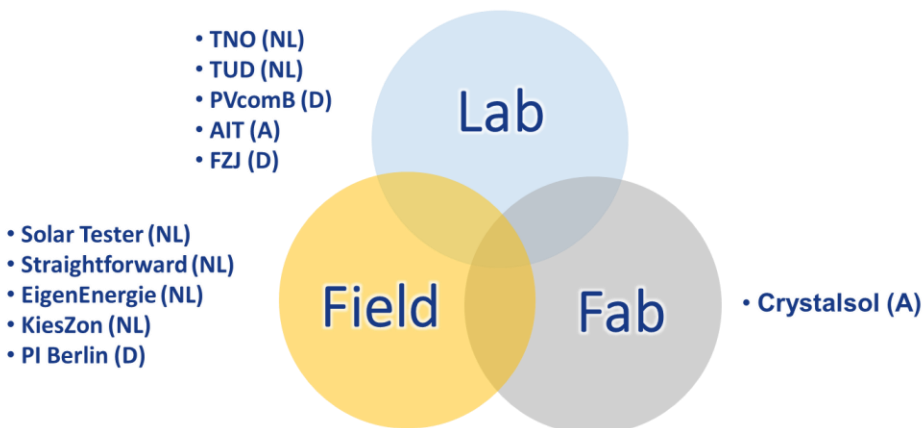 • TNO (NL)
• TUD (NL)
• PVcomB (D)
• AIT (A)
• FZJ (D)
Lab
• Solar Tester (NL)
• Straightforward (NL)
• EigenEnergie (NL)
• KiesZon (NL)
• PI Berlin (D)
Field
Fab
• Crystalsol (A)